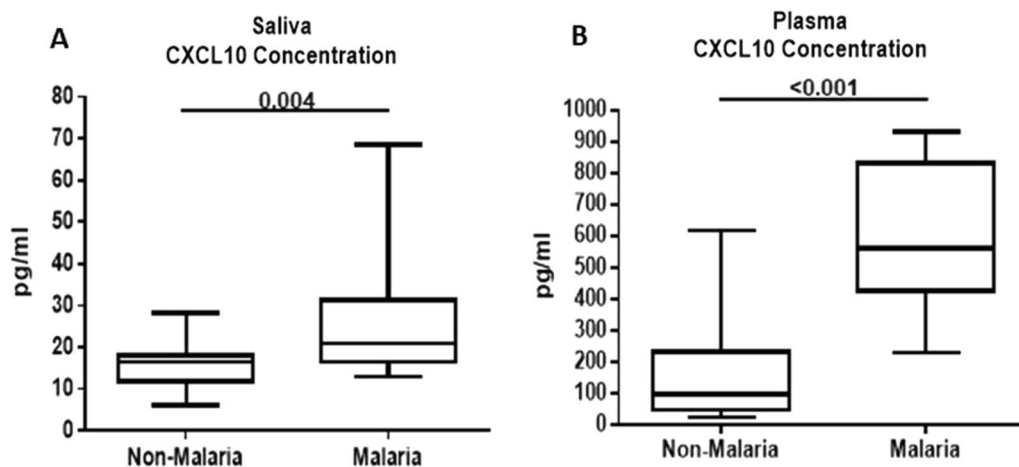 A
Saliva
CXCL10 Concentration
0.004
80
70
60
50
40
30
20
10
0
pg/ml
Non-Malaria
Malaria
B
Plasma
CXCL10 Concentration
<0.001
1000
900
800
700
600
500
400
300
200
100
0
pg/ml
Non-Malaria
Malaria